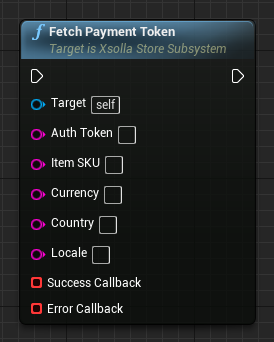 Fetch Payment Token
Target is Xsolla Store Subsystem
Target self
Auth Token
Item SKU
Currency
Country
Locale
Success Callback
Error Callback